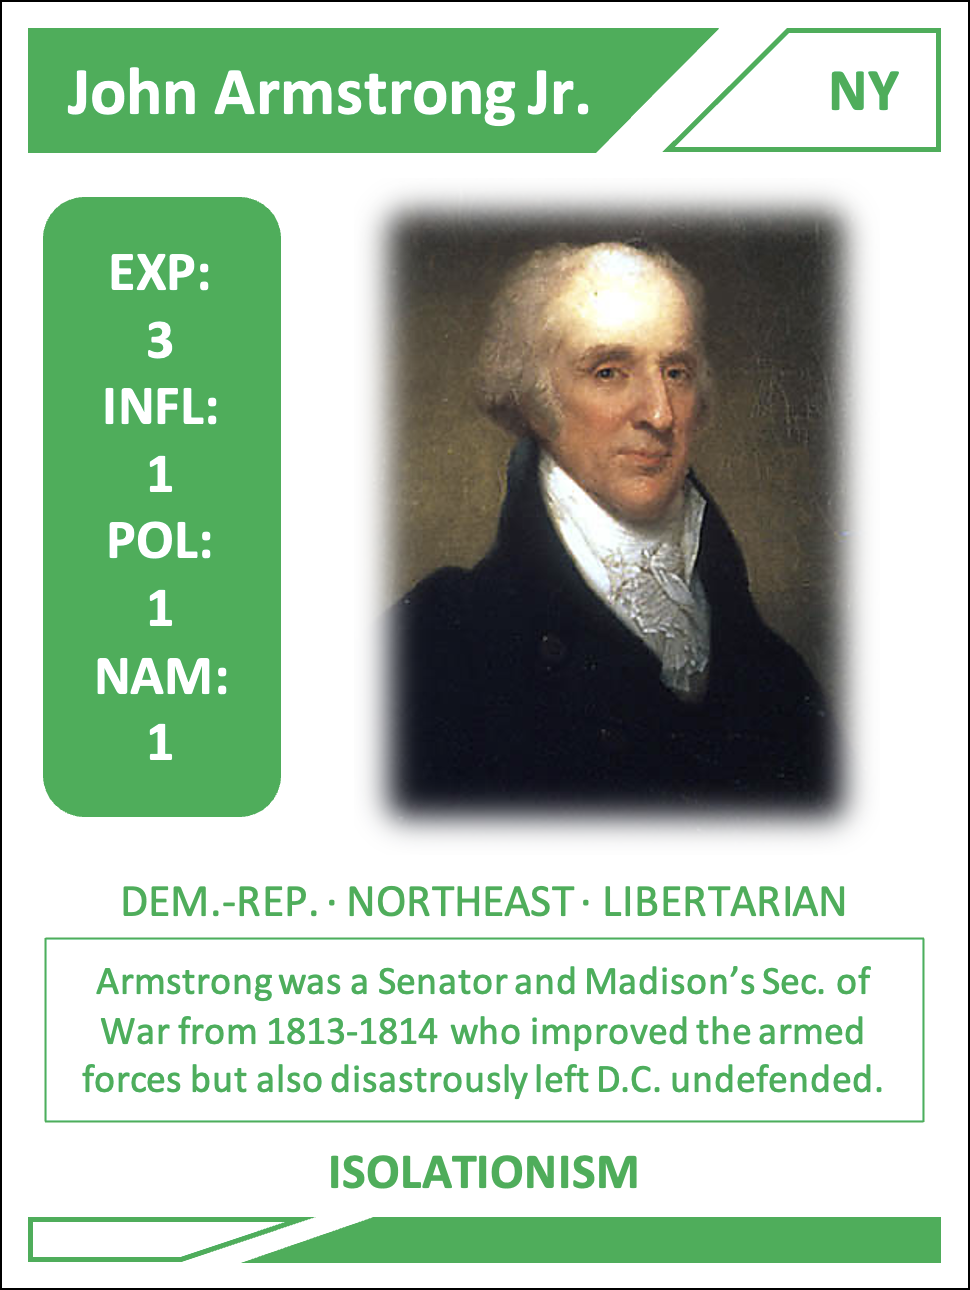 John Armstrong Jr.
NY
EXP:
3
INFL:
1
POL:
1
NAM:
1
DEM.-REP. · NORTHEAST · LIBERTARIAN
Armstrong was a Senator and Madison’s Sec. of
War from 1813-1814 who improved the armed
forces but also disastrously left D.C. undefended.
ISOLATIONISM